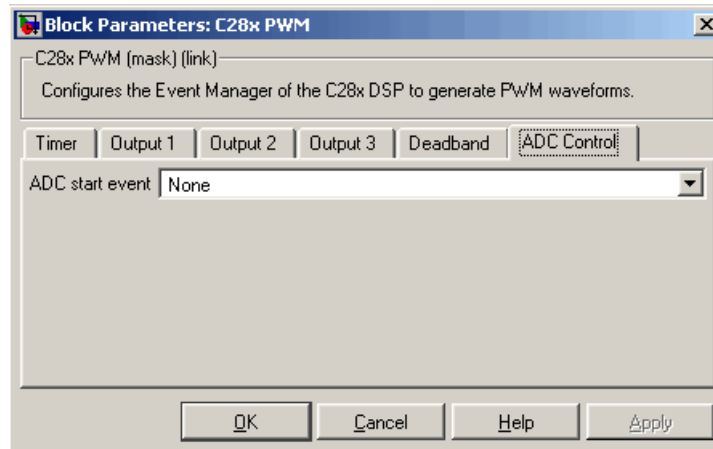 Block Parameters: C28x PWM
C28x PWM (mask) (link)
Configures the Event Manager of the C28x DSP to generate PWM waveforms.
Timer Output 1 Output 2 Output 3 Deadband ADC Control
ADC start event None
OK Cancel Help Apply